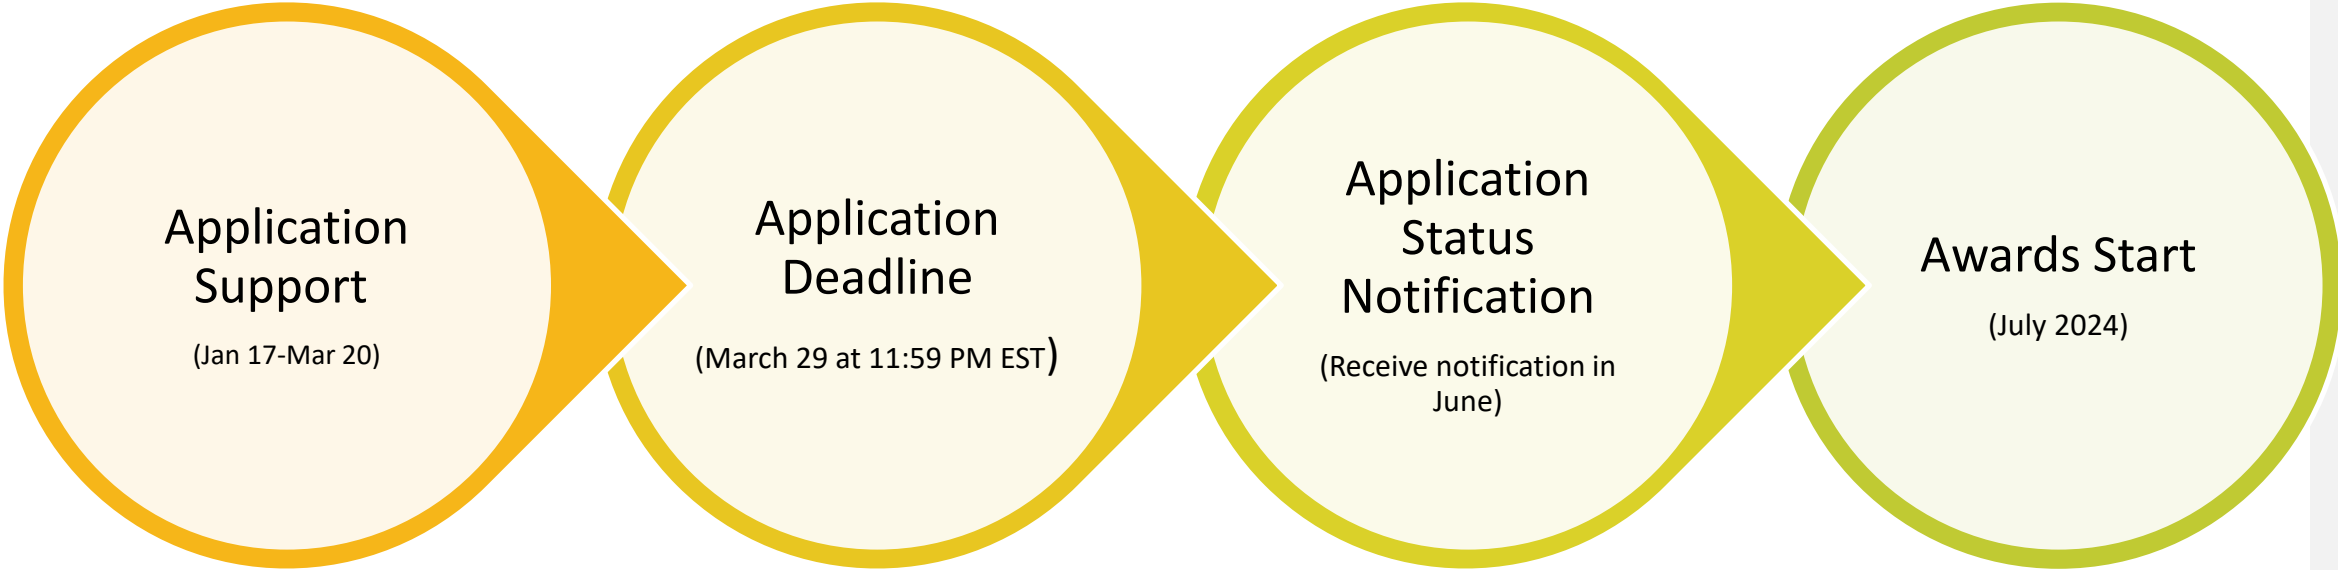 Application
Support
(Jan 17-Mar 20)
Application
Deadline
(March 29 at 11:59 PM EST)
Application
Status
Notification
(Receive notification in
June)
Awards Start
(July 2024)